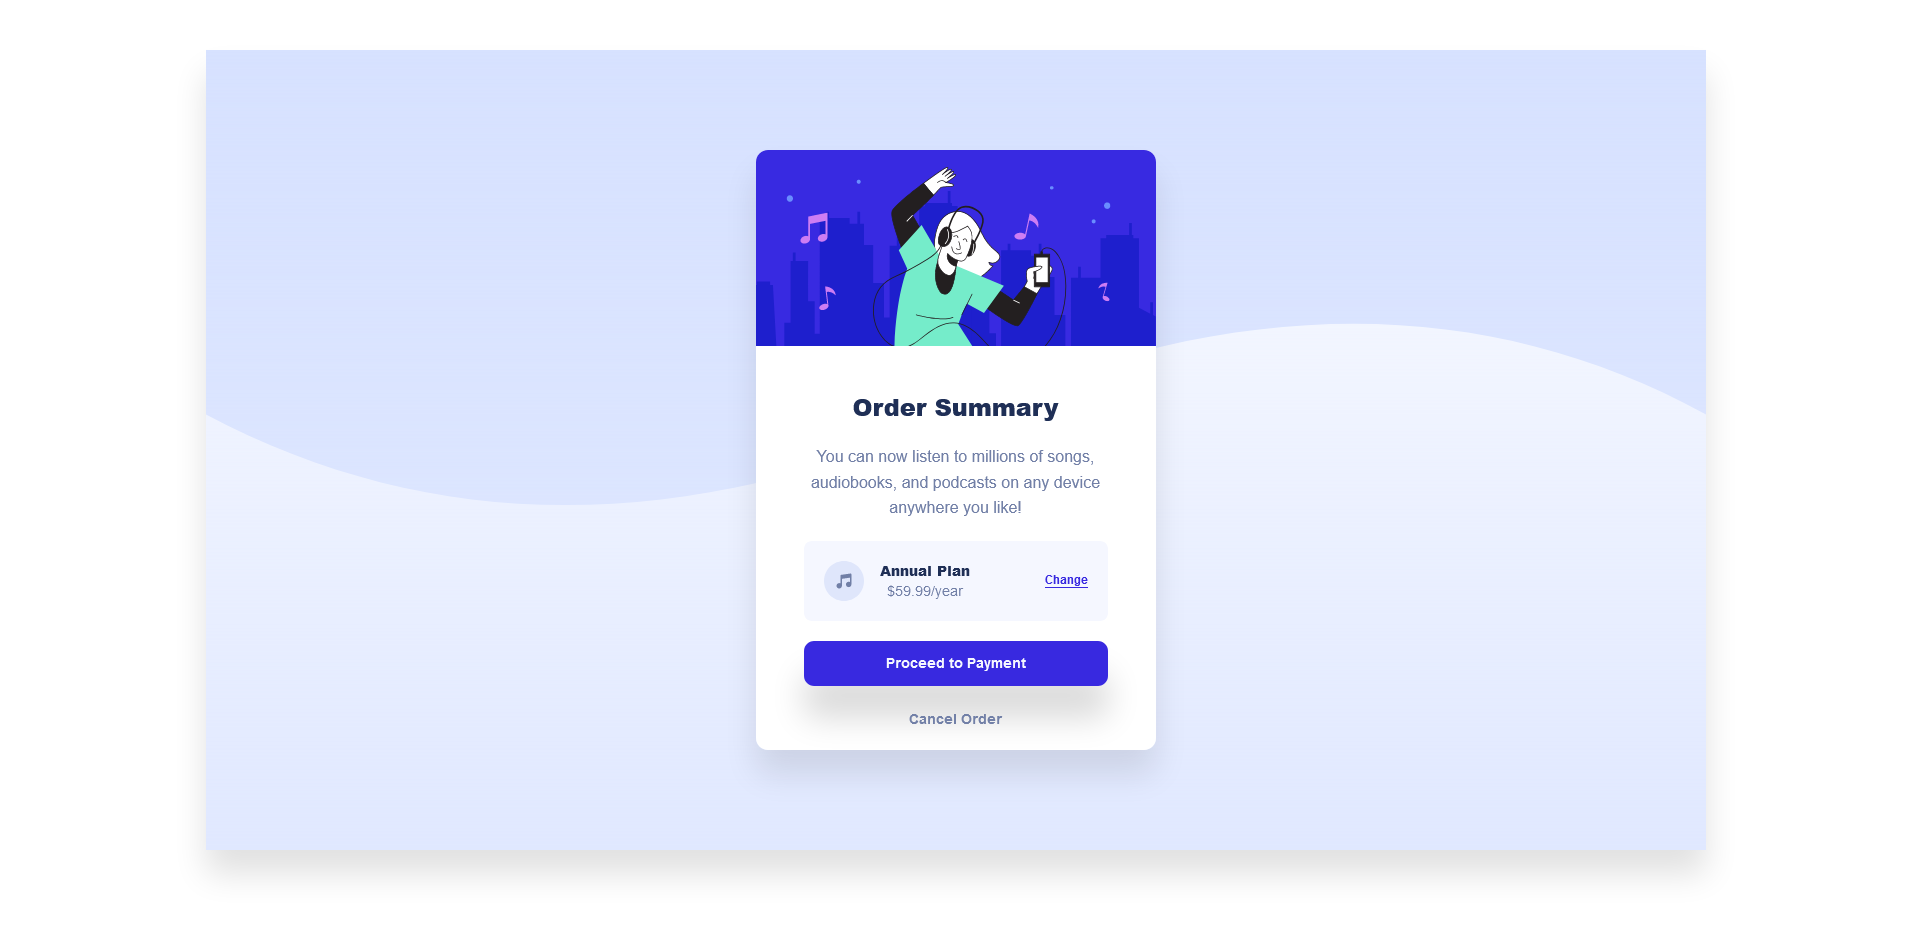 Order Summary
You can now listen to millions of songs,
audiobooks, and podcasts on any device
anywhere you like!
Annual Plan
$59.99/year
Change
Proceed to Payment
Cancel Order